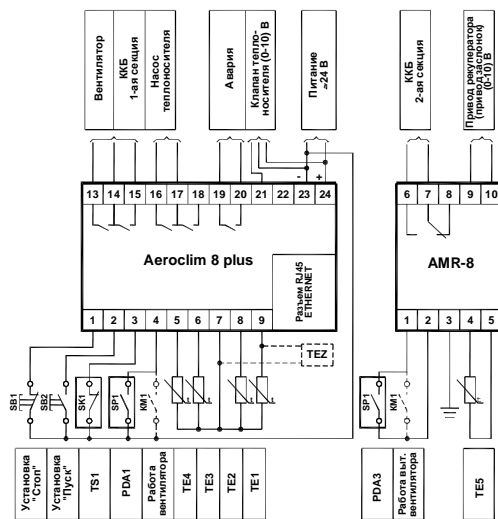 Вентилятор
ККБ
1-ая секция
Насос
теплоносителя
Авария
Клапан тепло-
носителя (0-10) В
Питание
≂24 В
ККБ
2-ая секция
Привод рекуператора
(привод заслонок)
(0-10) В
- +
13 14 15 16 17 18 19 20 21 22 23 24
6 7 8 9 10
Aeroclim 8 plus
AMR-8
Разъем RJ45
ETHERNET
1 2 3 4 5 6 7 8 9
1 2 3 4 5
TEZ
SB1
SB2
SK1
SP1
KM1
t t t t
SP1
KM1
t
Установка
"Стоп"
Установка
"Пуск"
TS1
PDA1
Работа
вентилятора
TE4
TE3
TE2
TE1
PDA3
Работа выт.
вентилятора
TE5